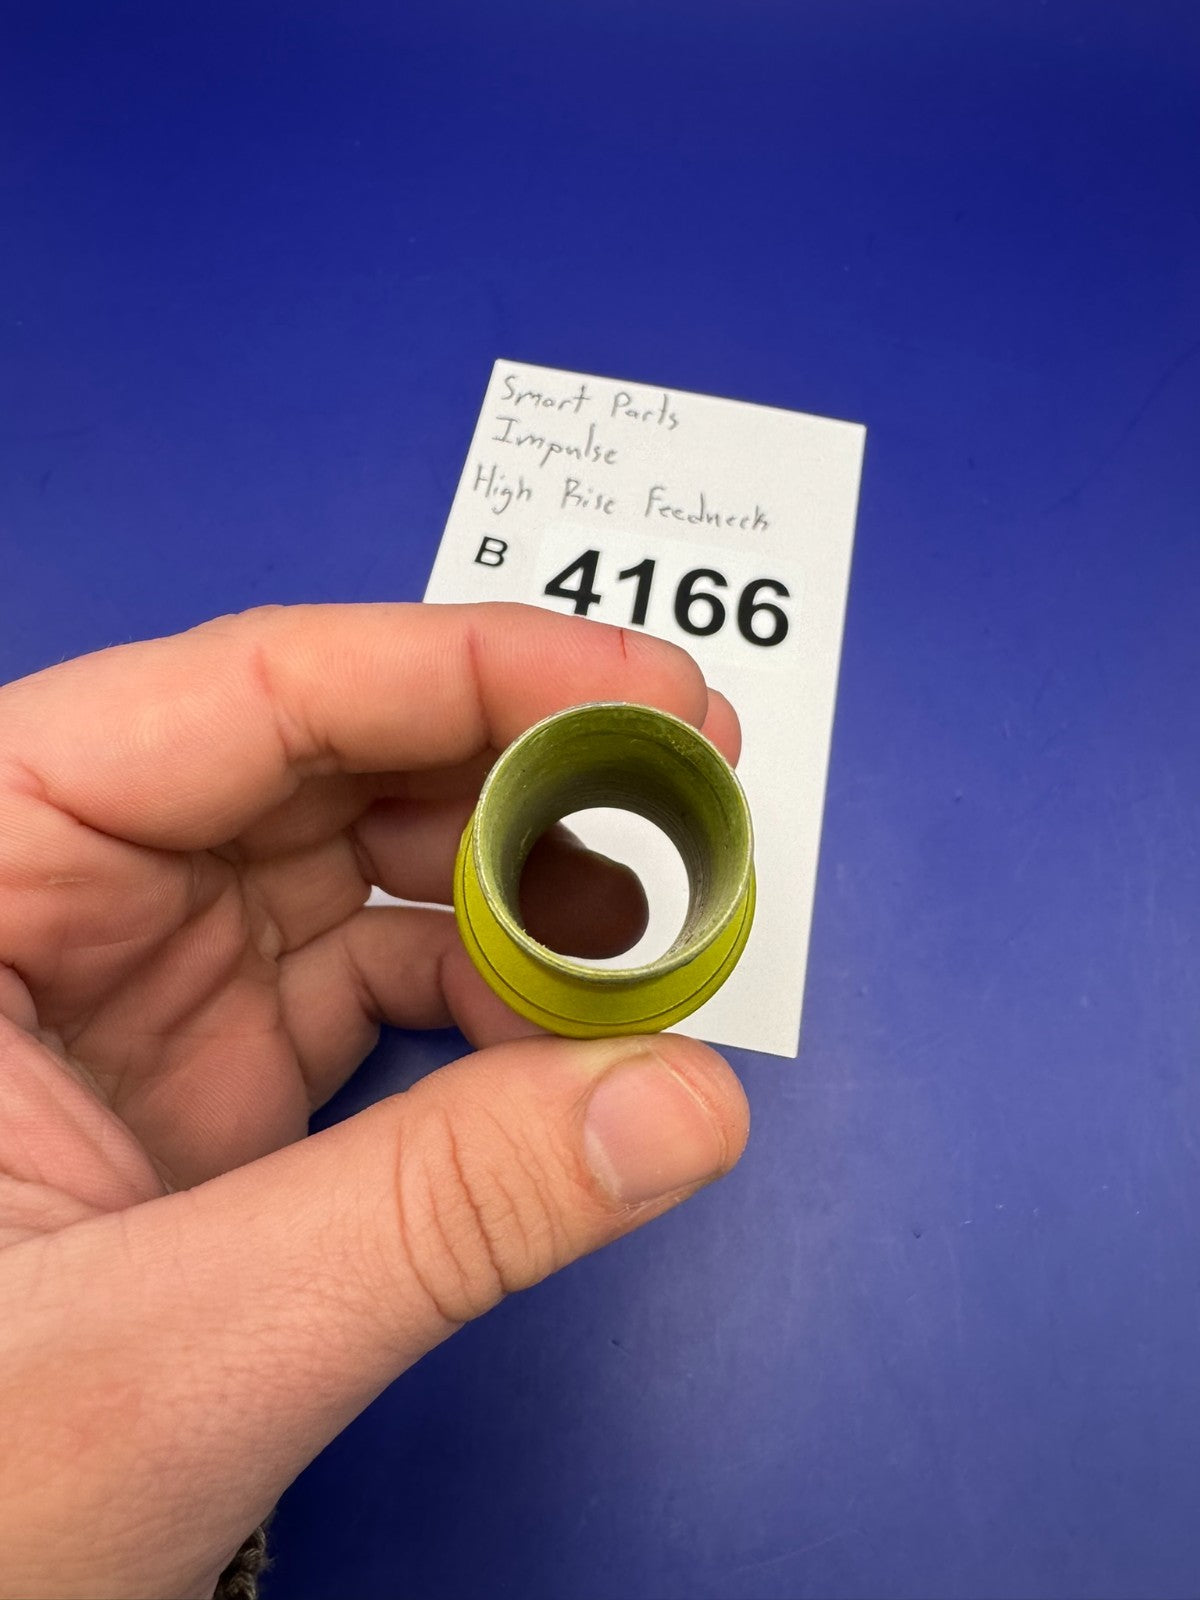 Smart Parts
Impulse
High Rise Feedneck
B 4166